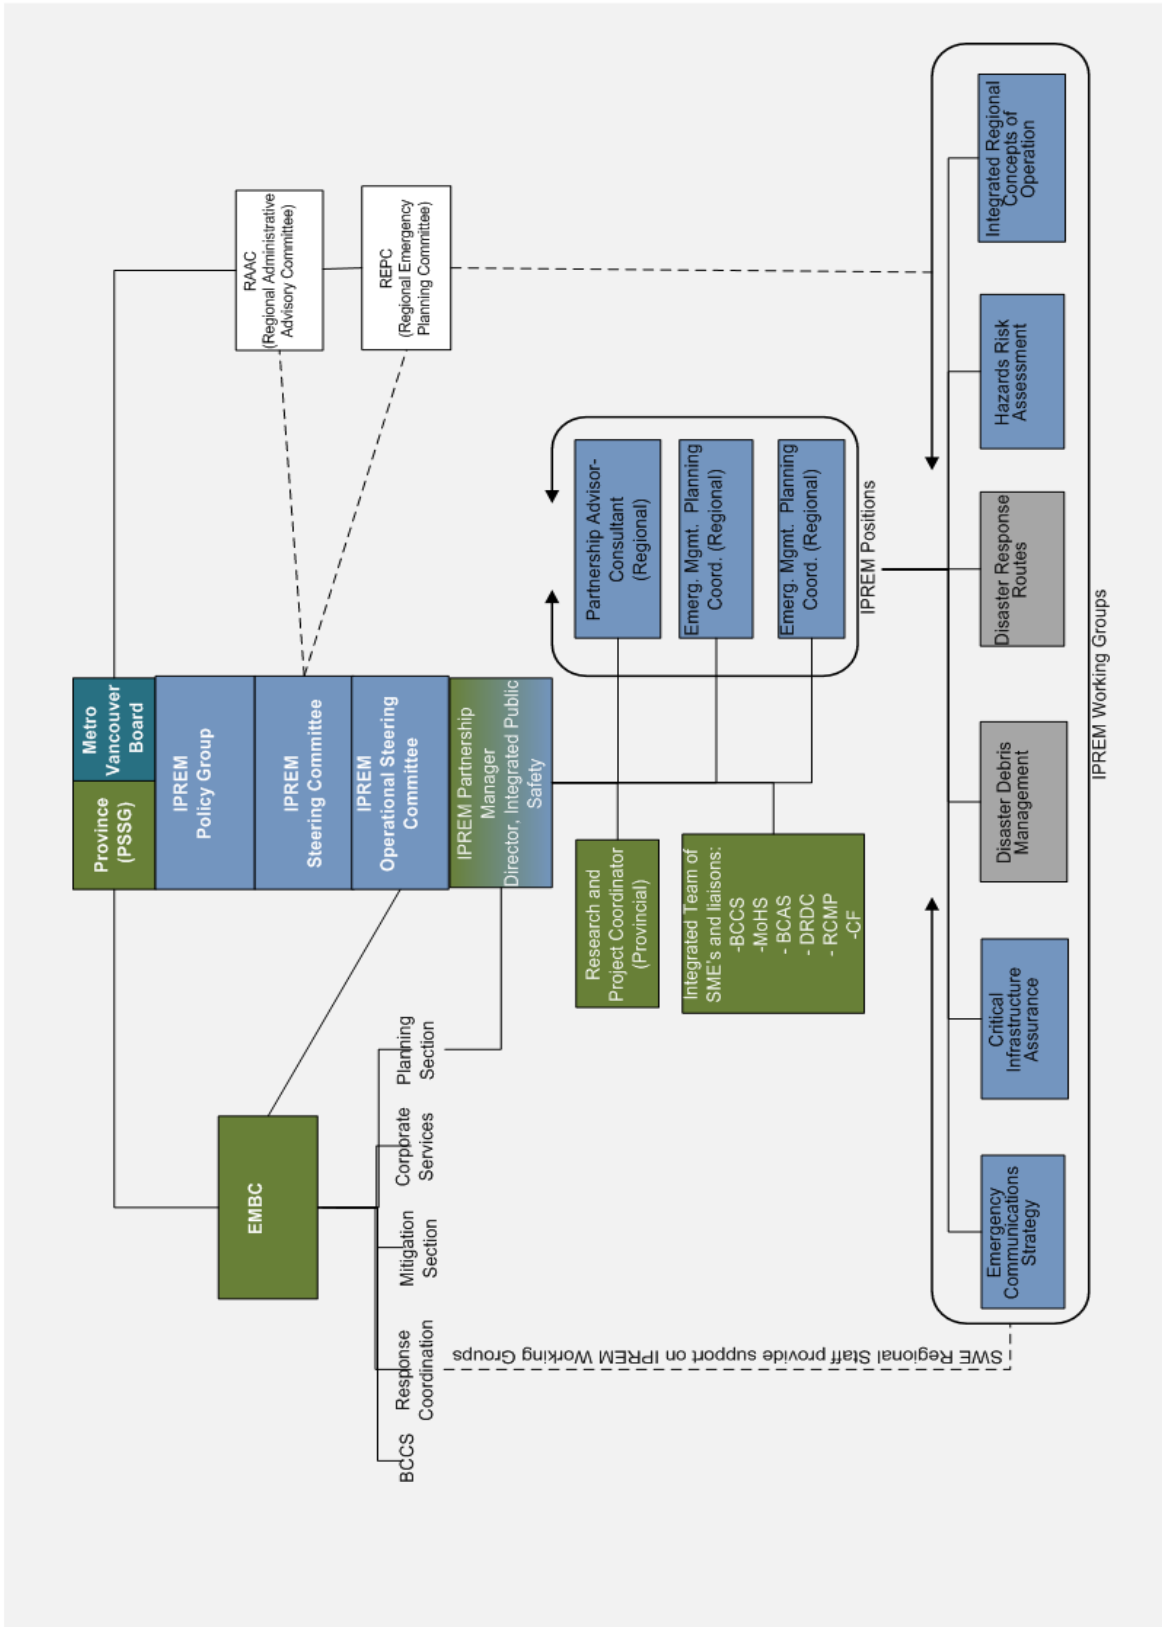 Province
(PSSG)
Metro
Vancouver
Board
IPREM
Policy Group
IPREM
Steering Committee
IPREM
Operational Steering
Committee
IPREM Partnership
Manager
Director, Integrated Public
Safety
RAAC
(Regional Administrative
Advisory Committee)
REPC
(Regional Emergency
Planning Committee)
EMBC
BCCS
Response
Coordination
Mitigation
Section
Corporate
Services
Planning
Section
Research and
Project Coordinator
(Provincial)
Integrated Team of
SME's and liaisons:
-BCCS
-MoHS
- BCAS
- DRDC
- RCMP
-CF
Partnership Advisor-
Consultant
(Regional)
Emerg. Mgmt. Planning
Coord. (Regional)
Emerg. Mgmt. Planning
Coord. (Regional)
IPREM Positions
SWE Regional Staff provide support on IPREM Working Groups
Emergency
Communications
Strategy
Critical
Infrastructure
Assurance
Disaster Debris
Management
Disaster Response
Routes
Hazards Risk
Assessment
Integrated Regional
Concepts of
Operation
IPREM Working Groups